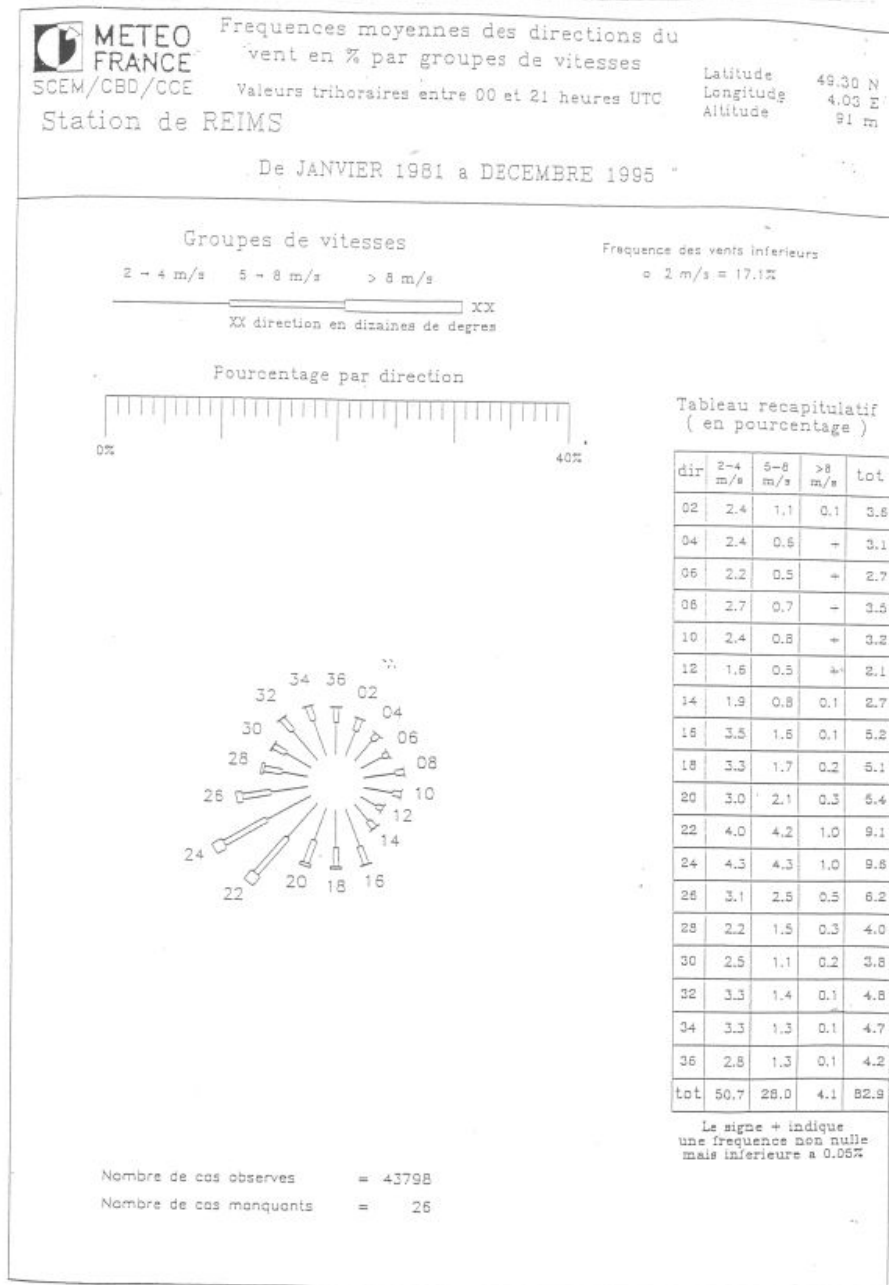 METEO
FRANCE
SCEM/CBD/CCE
Frequences moyennes des directions du
vent en % par groupes de vitesses
Valeurs trihoraires entre 00 et 21 heures UTC
Latitude 49.30 N
Longitude 4.03 E
Altitude 91 m
Station de REIMS
De JANVIER 1981 a DECEMBRE 1995
Groupes de vitesses
2 - 4 m/s 5 - 8 m/s > 8 m/s
XX
XX direction en dizaines de degres
Frequence des vents inferieurs
a 2 m/s = 17.1%
Pourcentage par direction
0% 40%
Tableau recapitulatif
( en pourcentage )
dir 2-4 m/s 5-8 m/s >8 m/s tot
02 2.4 1.1 0.1 3.6
04 2.4 0.6 + 3.1
06 2.2 0.5 + 2.7
08 2.7 0.7 + 3.5
10 2.4 0.8 + 3.2
12 1.6 0.5 + 2.1
14 1.9 0.8 0.1 2.7
16 3.5 1.6 0.1 5.2
18 3.3 1.7 0.2 5.1
20 3.0 2.1 0.3 5.4
22 4.0 4.2 1.0 9.1
24 4.3 4.3 1.0 9.6
26 3.1 2.5 0.5 6.2
28 2.2 1.5 0.3 4.0
30 2.5 1.1 0.2 3.8
32 3.3 1.4 0.1 4.8
34 3.3 1.3 0.1 4.7
36 2.8 1.3 0.1 4.2
tot 50.7 28.0 4.1 82.9
Le signe + indique
une frequence non nulle
mais inferieure a 0.05%
34 36
32 02
30 04
28 06
26 08
10
12
14
24
22 20 18 16
Nombre de cas observes = 43798
Nombre de cas manquants = 26